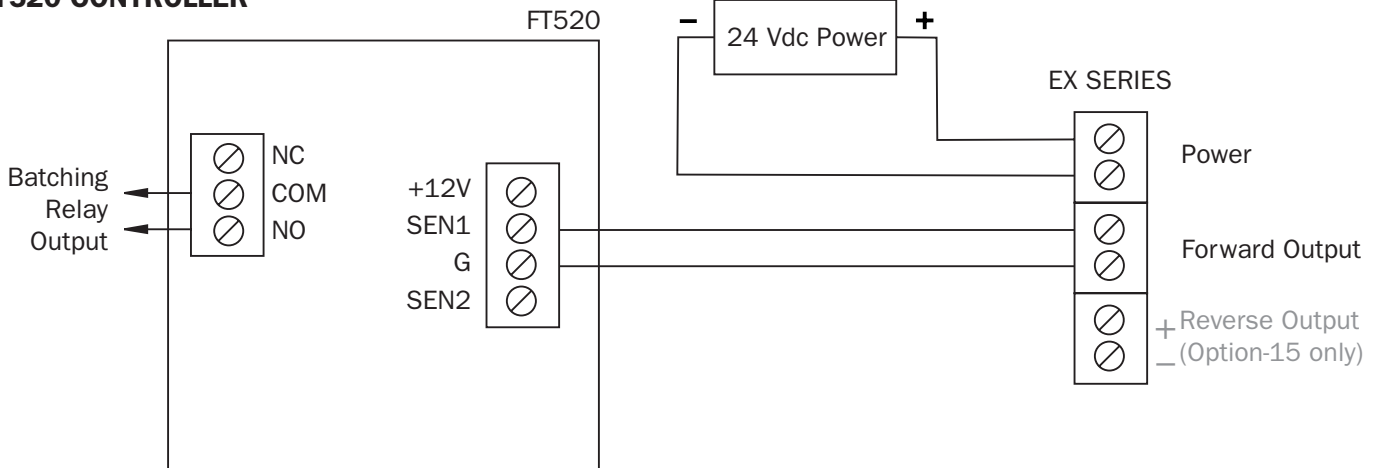 520 CONTROLLER
FT520
– 24 Vdc Power +
EX SERIES
Power
Forward Output
+ Reverse Output
– (Option-15 only)
NC
COM
NO
Batching
Relay
Output
+12V
SEN1
G
SEN2